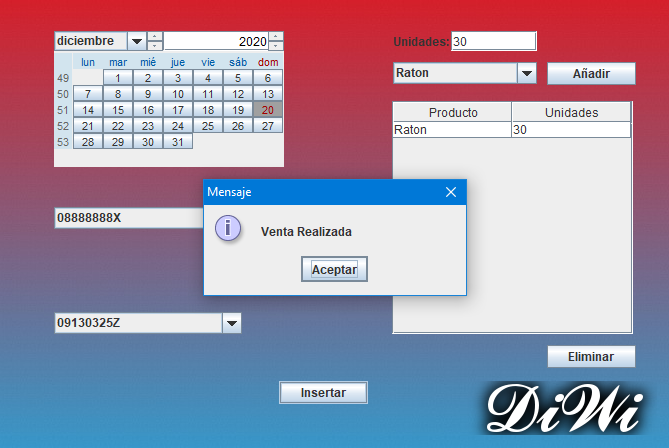 diciembre 2020
lun mar mié jue vie sáb dom
49 1 2 3 4 5 6
50 7 8 9 10 11 12 13
51 14 15 16 17 18 19 20
52 21 22 23 24 25 26 27
53 28 29 30 31
Unidades: 30
Raton Añadir
Producto Unidades
Raton 30
Mensaje
i
Venta Realizada
Aceptar
08888888X
09130325Z
Eliminar
Insertar
DiWi